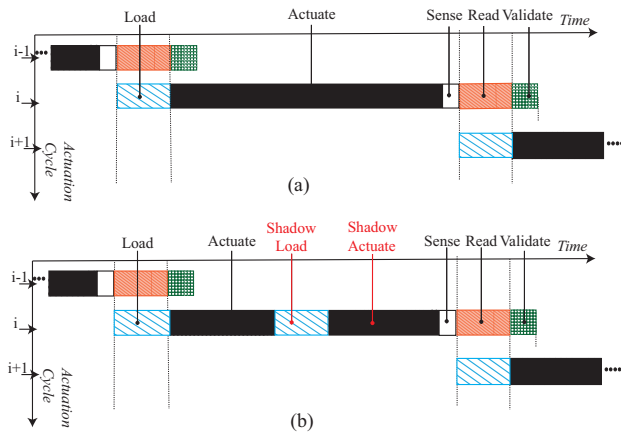 Load
Actuate
Sense Read Validate
Time
i-1
i
i+1
Actuation
Cycle
(a)
Load
Actuate
Shadow
Load
Shadow
Actuate
Sense Read Validate
Time
i-1
i
i+1
Actuation
Cycle
(b)